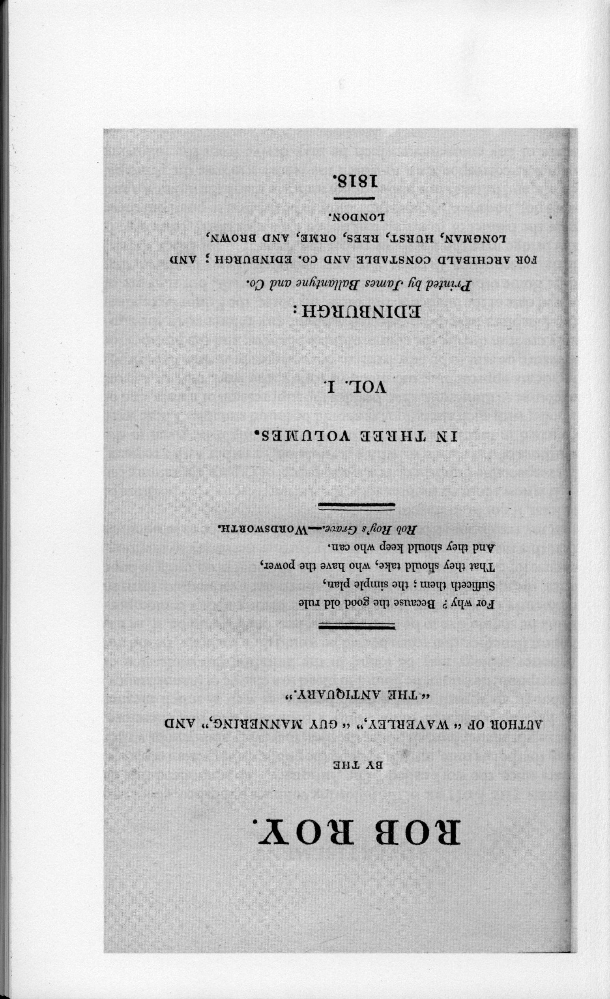 ROB ROY.
BY THE
AUTHOR OF “ WAVERLEY,” “ GUY MANNERING,” AND
“ THE ANTIQUARY.”
For why ? Because the good old rule
Sufficeth them ; the simple plan,
That they should take, who have the power,
And they should keep who can.
Rob Roy's Grave.—WORDSWORTH.
IN THREE VOLUMES.
VOL. I.
EDINBURGH :
Printed by James Ballantyne and Co.
FOR ARCHIBALD CONSTABLE AND CO. EDINBURGH ; AND
LONGMAN, HURST, REES, ORME, AND BROWN,
LONDON.
1818.